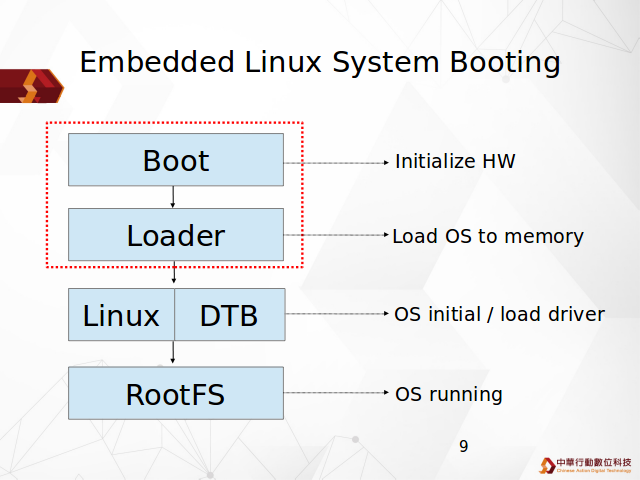 Embedded Linux System Booting
Boot
Initialize HW
Loader
Load OS to memory
Linux
DTB
OS initial / load driver
RootFS
OS running
9
中華行動數位科技
Chinese Action Digital Technology